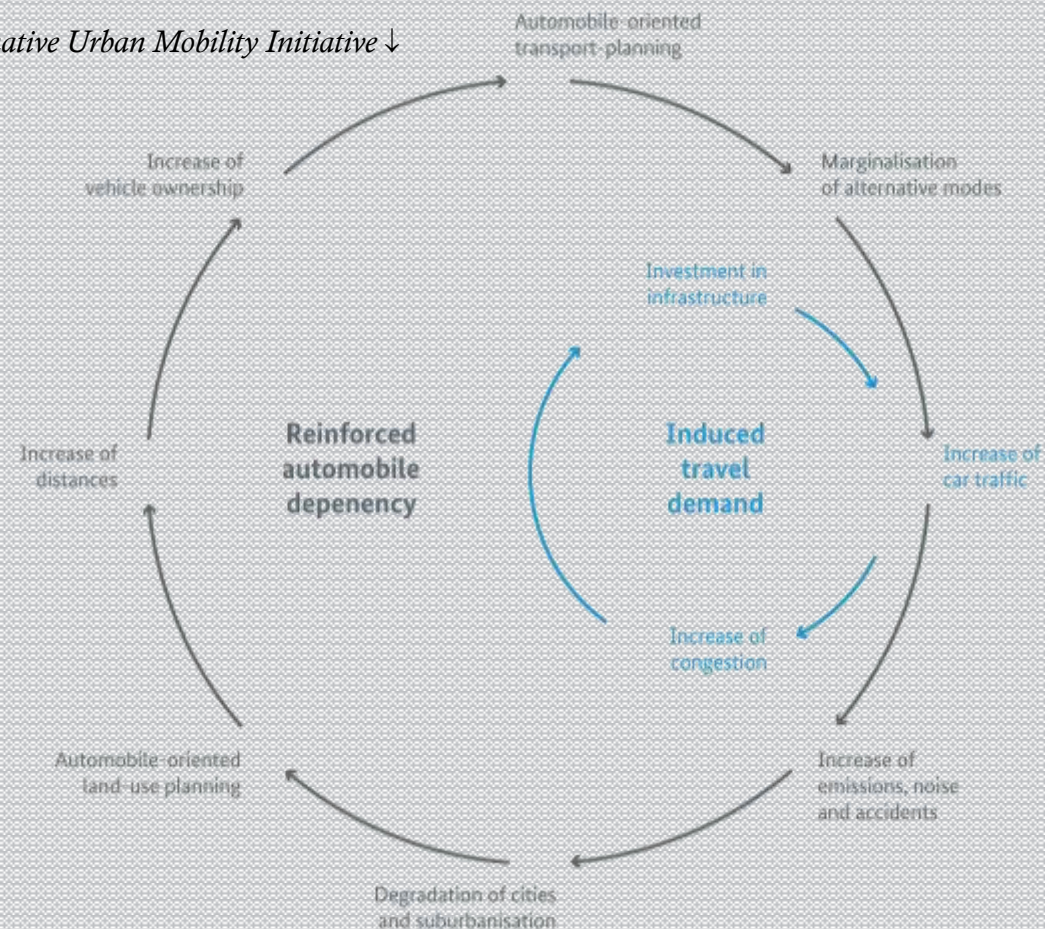 Urban Mobility Initiative ↓
Automobile-oriented
transport-planning
Marginalisation
of alternative modes
Increase of
vehicle ownership
Investment in
infrastructure
Reinforced
automobile
depenency
Induced
travel
demand
Increase of
car traffic
Increase of
distances
Increase of
congestion
Automobile-oriented
land-use planning
Increase of
emissions, noise
and accidents
Degradation of cities
and suburbanisation